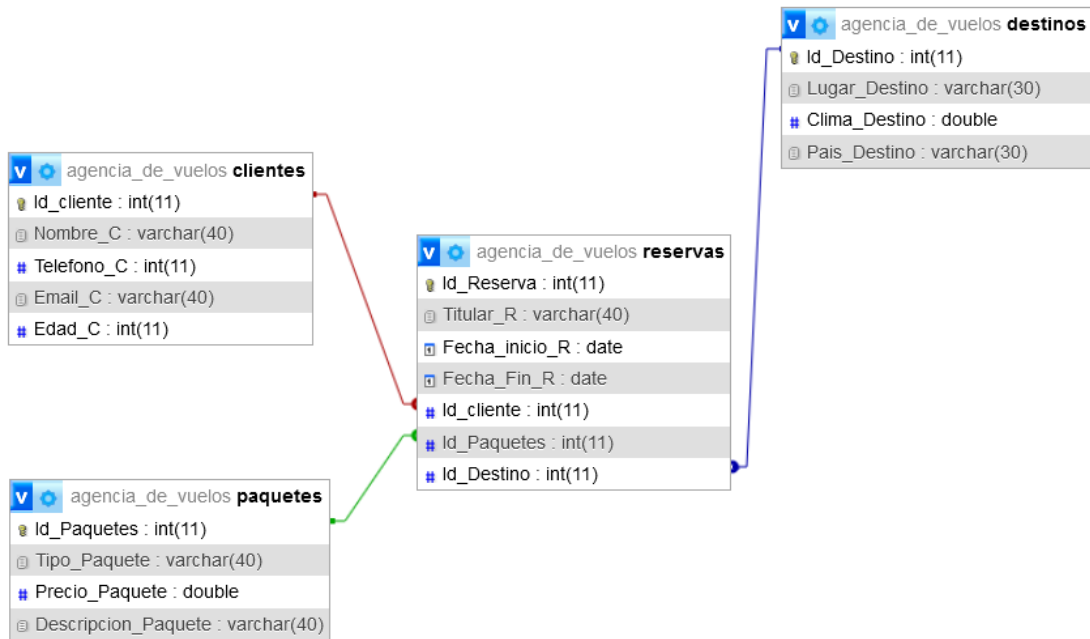 v agencia_de_vuelos destinos
Id_Destino : int(11)
Lugar_Destino : varchar(30)
# Clima_Destino : double
Pais_Destino : varchar(30)
v agencia_de_vuelos clientes
Id_cliente : int(11)
Nombre_C : varchar(40)
# Telefono_C : int(11)
Email_C : varchar(40)
# Edad_C : int(11)
v agencia_de_vuelos reservas
Id_Reserva : int(11)
Titular_R : varchar(40)
Fecha_inicio_R : date
Fecha_Fin_R : date
# Id_cliente : int(11)
# Id_Paquetes : int(11)
# Id_Destino : int(11)
v agencia_de_vuelos paquetes
Id_Paquetes : int(11)
Tipo_Paquete : varchar(40)
# Precio_Paquete : double
Descripcion_Paquete : varchar(40)